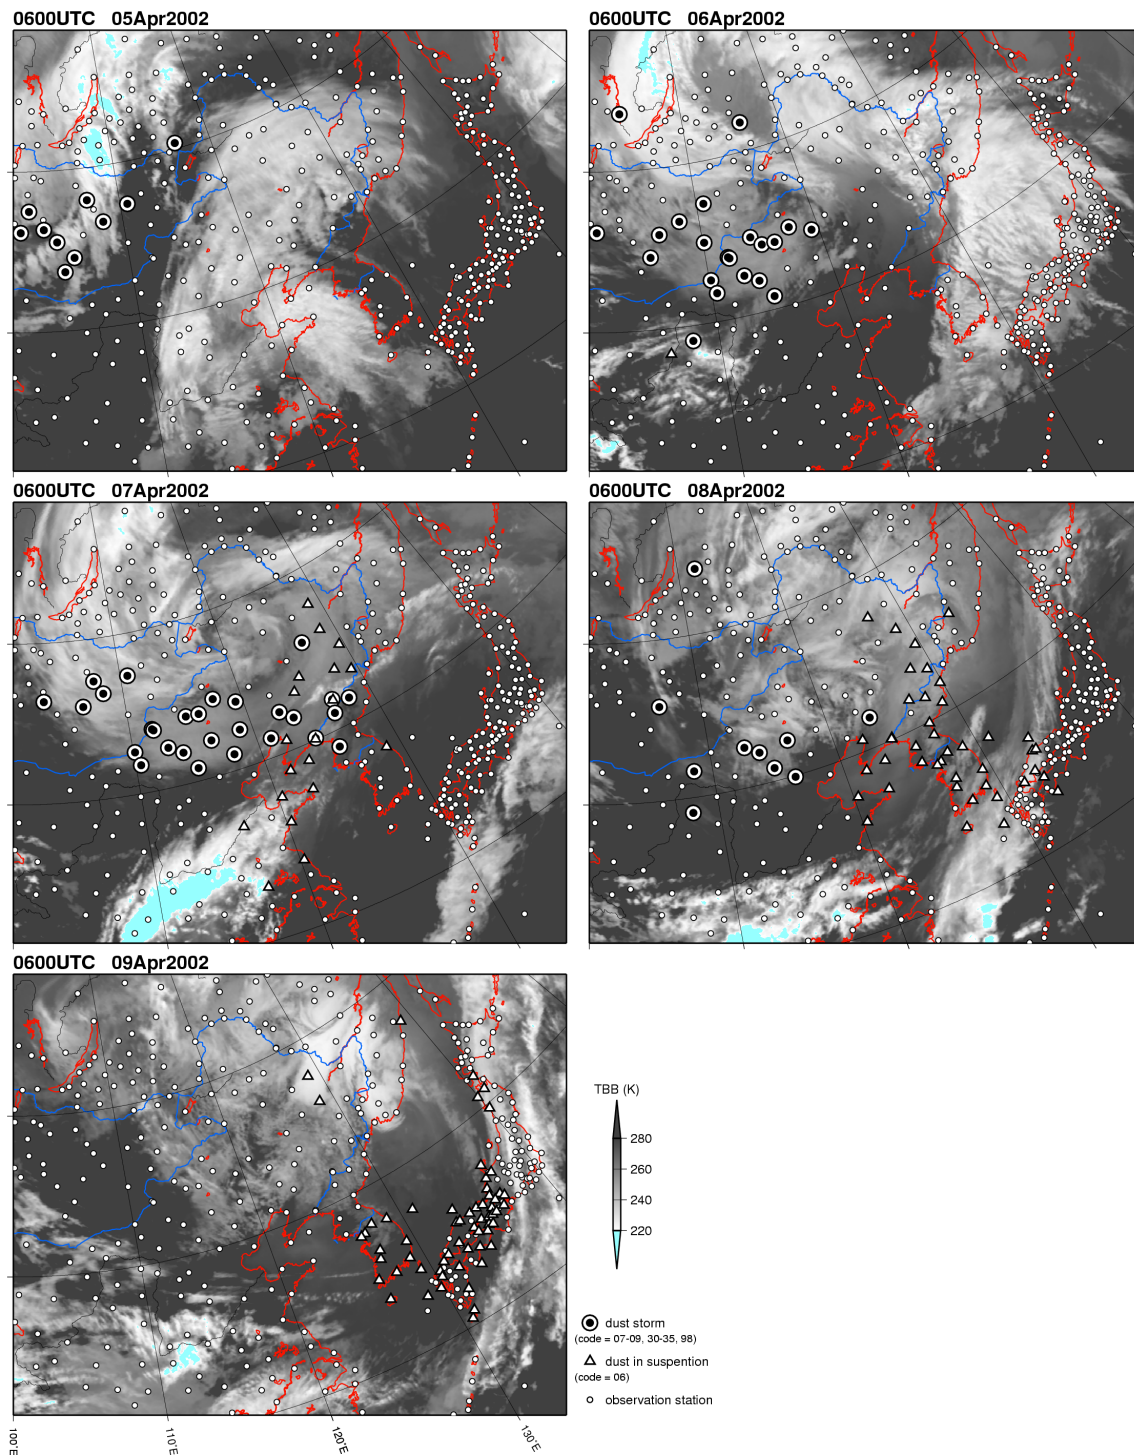 0600UTC 05Apr2002
0600UTC 06Apr2002
0600UTC 07Apr2002
0600UTC 08Apr2002
0600UTC 09Apr2002
TBB (K)
280
260
240
220
dust storm
(code = 07-09, 30-35, 98)
dust in suspention
(code = 06)
observation station
100°E
110°E
120°E
130°E